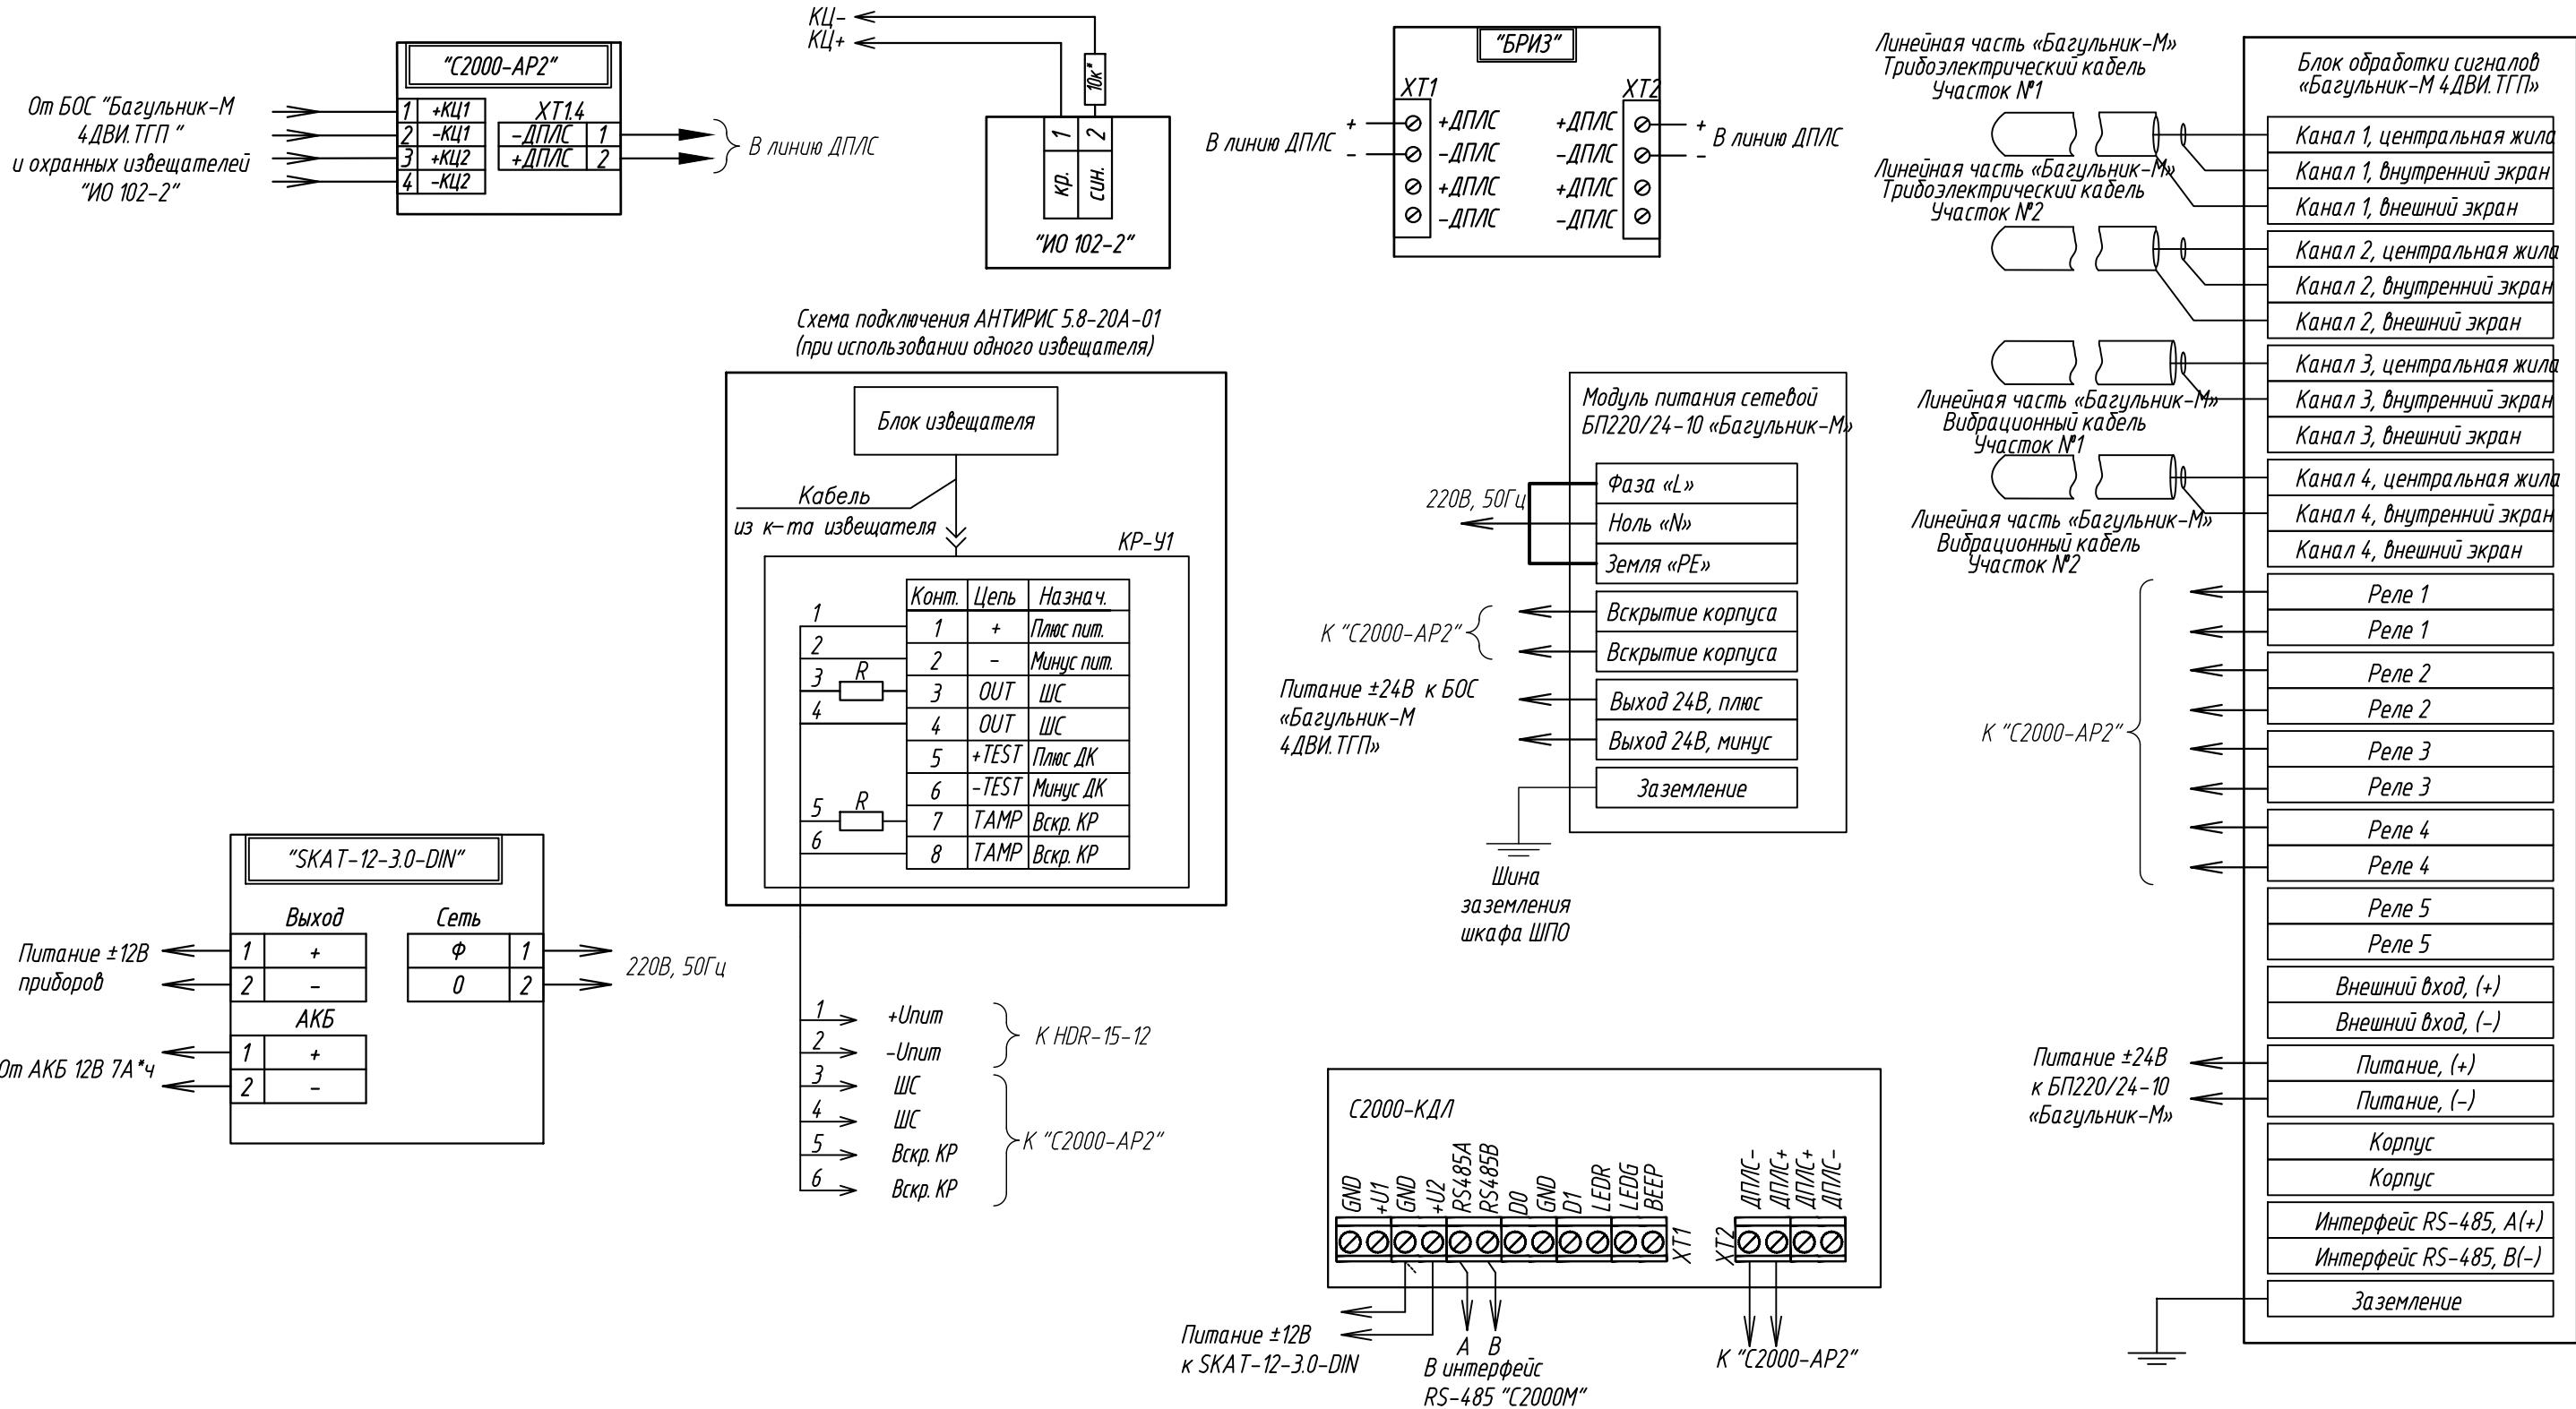 "С2000-АР2"
От БОС "Багульник-М
4ДВИ.ТГП "
и охранных извещателей
"ИО 102-2"
1 +КЦ1
2 -КЦ1
3 +КЦ2
4 -КЦ2
ХТ1.4
-ДПЛС 1
+ДПЛС 2
В линию ДПЛС
КЦ-
КЦ+
10к*
1 2
кр. син.
"ИО 102-2"
"БРИЗ"
ХТ1 ХТ2
+ +ДПЛС +ДПЛС +
- -ДПЛС -ДПЛС -
+ДПЛС +ДПЛС
-ДПЛС -ДПЛС
В линию ДПЛС
В линию ДПЛС
Линейная часть «Багульник-М»
Трибоэлектрический кабель
Участок №1
Линейная часть «Багульник-М»
Трибоэлектрический кабель
Участок №2
Линейная часть «Багульник-М»
Вибрационный кабель
Участок №1
Линейная часть «Багульник-М»
Вибрационный кабель
Участок №2
Блок обработки сигналов
«Багульник-М 4ДВИ.ТГП»
Канал 1, центральная жила
Канал 1, внутренний экран
Канал 1, внешний экран
Канал 2, центральная жила
Канал 2, внутренний экран
Канал 2, внешний экран
Канал 3, центральная жила
Канал 3, внутренний экран
Канал 3, внешний экран
Канал 4, центральная жила
Канал 4, внутренний экран
Канал 4, внешний экран
Реле 1
Реле 1
Реле 2
Реле 2
Реле 3
Реле 3
Реле 4
Реле 4
Реле 5
Реле 5
Внешний вход, (+)
Внешний вход, (-)
Питание, (+)
Питание, (-)
Корпус
Корпус
Интерфейс RS-485, А(+)
Интерфейс RS-485, В(-)
Заземление
К "С2000-АР2"
Питание ±24В
к БП220/24-10
«Багульник-М»
Схема подключения АНТИРИС 5.8-20А-01
(при использовании одного извещателя)
Блок извещателя
Кабель
из к-та извещателя
КР-У1
Конт. Цепь Назнач.
1 + Плюс пит.
2 - Минус пит.
3 OUT ШС
4 OUT ШС
5 +TEST Плюс ДК
6 -TEST Минус ДК
7 TAMP Вскр. КР
8 TAMP Вскр. КР
1
2
3 R
4
5 R
6
1 +Uпит
2 -Uпит
3 ШС
4 ШС
5 Вскр. КР
6 Вскр. КР
К HDR-15-12
К "С2000-АР2"
Модуль питания сетевой
БП220/24-10 «Багульник-М»
Фаза «L»
Ноль «N»
Земля «PE»
Вскрытие корпуса
Вскрытие корпуса
Выход 24В, плюс
Выход 24В, минус
Заземление
220В, 50Гц
К "С2000-АР2"
Питание ±24В к БОС
«Багульник-М
4ДВИ.ТГП»
Шина
заземления
шкафа ШПО
"SKAT-12-3.0-DIN"
Выход Сеть
1 + Ф 1
2 - 0 2
АКБ
1 +
2 -
Питание ±12В
приборов
От АКБ 12В 7А*ч
220В, 50Гц
С2000-КДЛ
GND +U1 GND +U2 RS485A RS485B D0 GND D1 LEDR LEDG BEEP
ХТ1
ХТ2
ДПЛС- ДПЛС+ ДПЛС+ ДПЛС-
Питание ±12В
к SKAT-12-3.0-DIN
А В
В интерфейс
RS-485 "С2000М"
К "С2000-АР2"